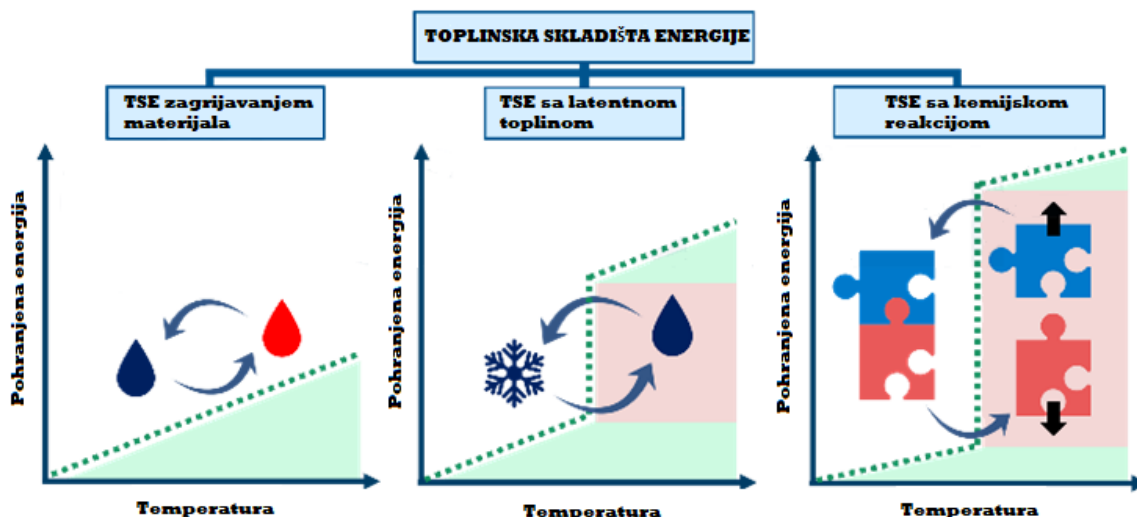 TOPLINSKA SKLADIŠTA ENERGIJE
TSE zagrijavanjem
materijala
TSE sa latentnom
toplinom
TSE sa kemijskom
reakcijom
Pohranjena energija
Temperatura
Pohranjena energija
Temperatura
Pohranjena energija
Temperatura